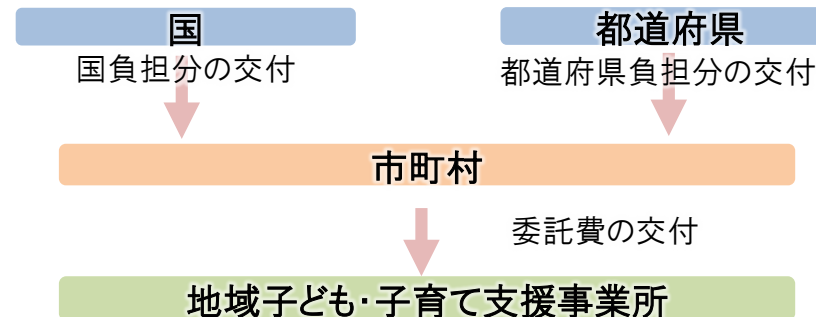 国
国負担分の交付
都道府県
都道府県負担分の交付
市町村
委託費の交付
地域子ども・子育て支援事業所